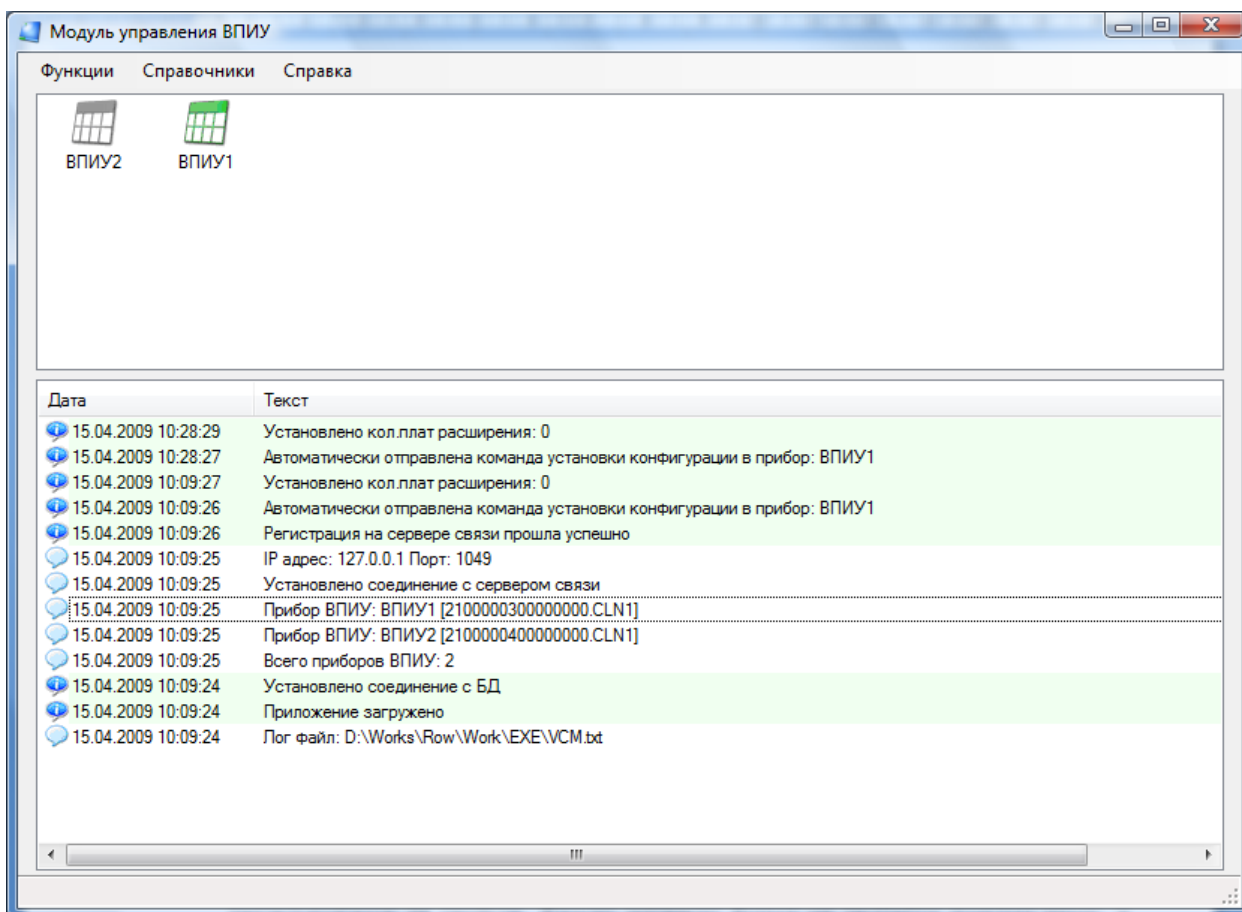 Модуль управления ВПИУ
Функции Справочники Справка
ВПИУ2 ВПИУ1
Дата Текст
15.04.2009 10:28:29 Установлено кол.плат расширения: 0
15.04.2009 10:28:27 Автоматически отправлена команда установки конфигурации в прибор: ВПИУ1
15.04.2009 10:09:27 Установлено кол.плат расширения: 0
15.04.2009 10:09:26 Автоматически отправлена команда установки конфигурации в прибор: ВПИУ1
15.04.2009 10:09:26 Регистрация на сервере связи прошла успешно
15.04.2009 10:09:25 IP адрес: 127.0.0.1 Порт: 1049
15.04.2009 10:09:25 Установлено соединение с сервером связи
15.04.2009 10:09:25 Прибор ВПИУ: ВПИУ1 [2100000300000000.CLN1]
15.04.2009 10:09:25 Прибор ВПИУ: ВПИУ2 [2100000400000000.CLN1]
15.04.2009 10:09:25 Всего приборов ВПИУ: 2
15.04.2009 10:09:24 Установлено соединение с БД
15.04.2009 10:09:24 Приложение загружено
15.04.2009 10:09:24 Лог файл: D:\Works\Row\Work\EXE\VCM.txt